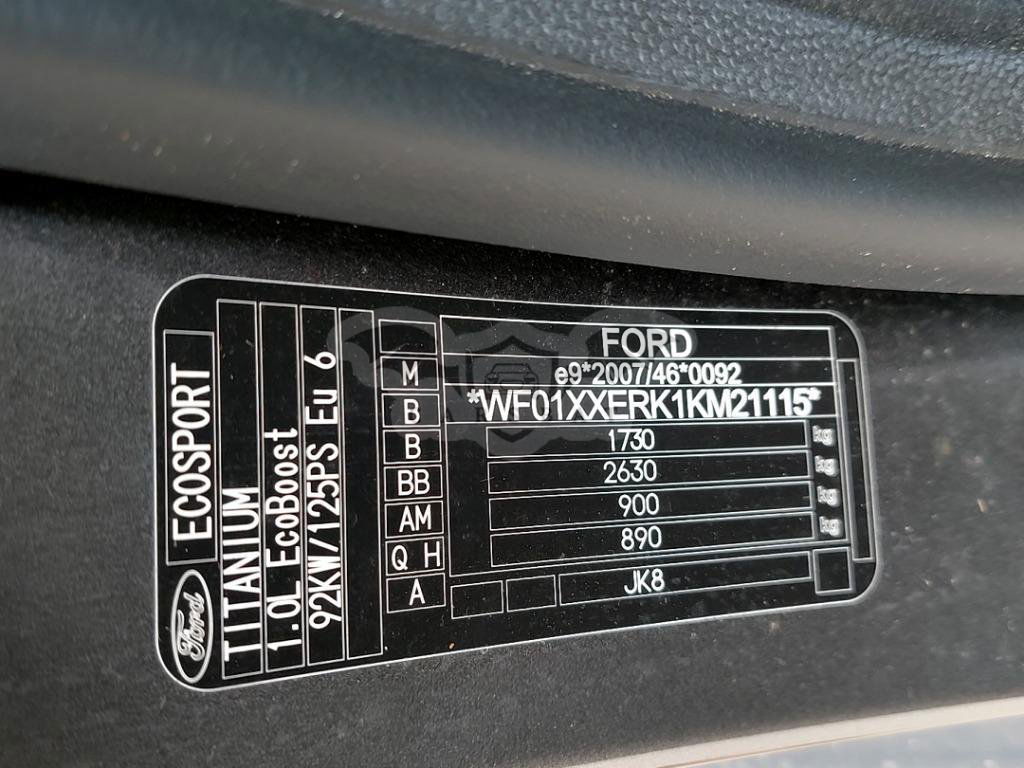 Ford
ECOSPORT
TITANIUM
1.0L EcoBoost
92KW/125PS Eu 6
FORD
M e9*2007/46*0092
B *WF01XXERK1KM21115*
B 1730 kg
BB 2630 kg
AM 900 kg
Q H 890 kg
A JK8